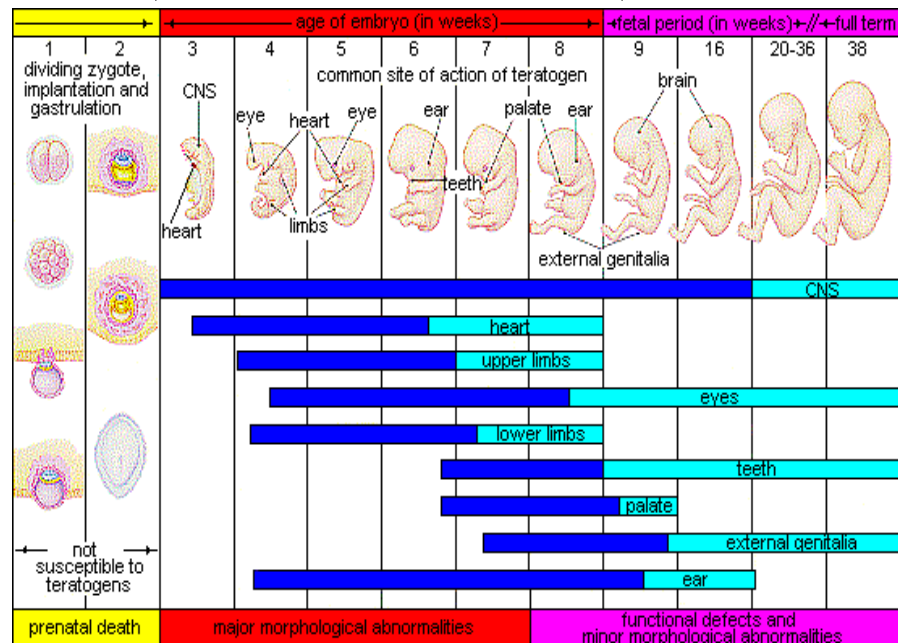 age of embryo (in weeks)
fetal period (in weeks)
full term
1
2
3
4
5
6
7
8
9
16
20-36
38
dividing zygote,
implantation and
gastrulation
common site of action of teratogen
CNS
heart
eye
heart
limbs
eye
ear
teeth
palate
ear
external genitalia
brain
CNS
heart
upper limbs
eyes
lower limbs
teeth
palate
external genitalia
ear
not
susceptible to
teratogens
prenatal death
major morphological abnormalities
functional defects and
minor morphological abnormalities